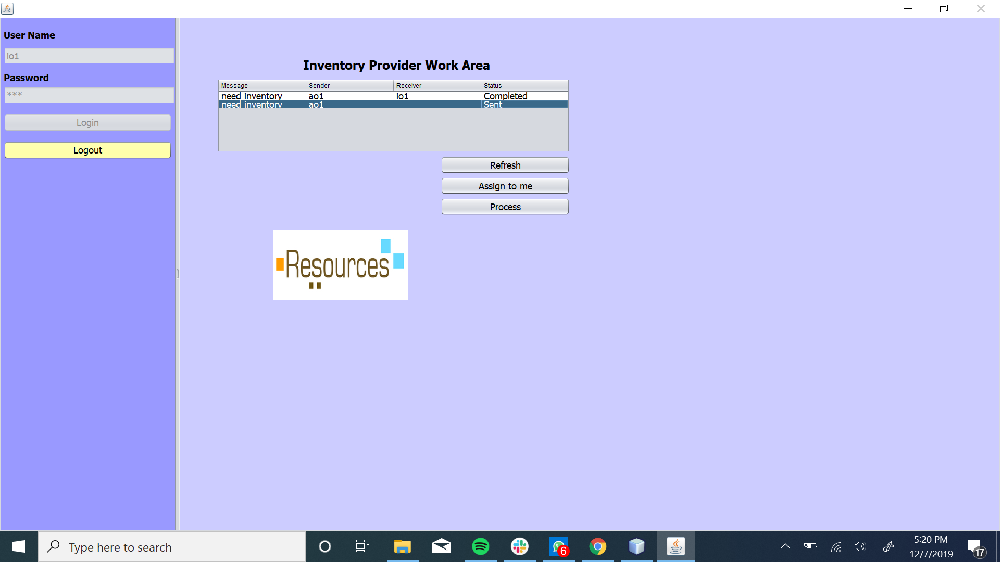 User Name
io1
Password
***
Login
Logout
Inventory Provider Work Area
Message Sender Receiver Status
need inventory ao1 io1 Completed
need inventory ao1 Sent
Refresh
Assign to me
Process
Resources
Type here to search
6
5:20 PM
12/7/2019
17